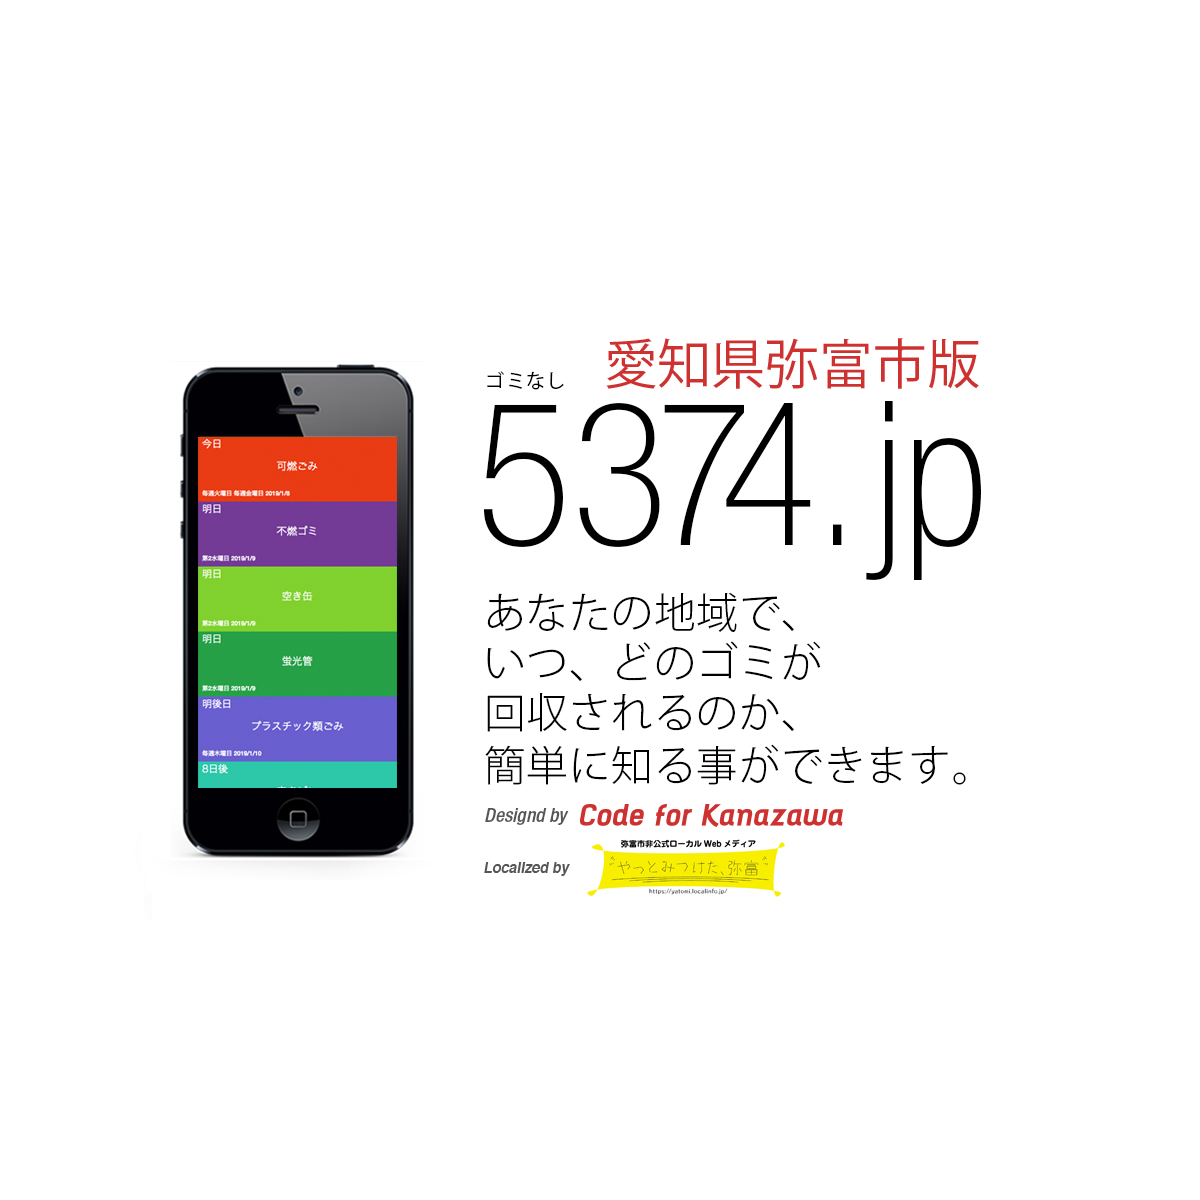 今日
可燃ごみ
毎週火曜日 毎週金曜日 2019/1/8
明日
不燃ゴミ
第2水曜日 2019/1/9
明日
空き缶
第2水曜日 2019/1/9
明日
蛍光管
第2水曜日 2019/1/9
明後日
プラスチック類ごみ
毎週木曜日 2019/1/10
8日後
ゴミなし 愛知県弥富市版
5374.jp
あなたの地域で、
いつ、どのゴミが
回収されるのか、
簡単に知る事ができます。
Designd by Code for Kanazawa
弥富市非公式ローカル Web メディア
Locallzed by "やっとみつけた、弥富"
https://yatomi.localinfo.jp/